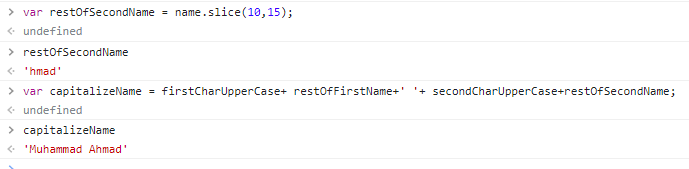 > var restOfSecondName = name.slice(10,15);
<· undefined
> restOfSecondName
<· 'hmad'
> var capitalizeName = firstCharUpperCase+ restOfFirstName+' '+ secondCharUpperCase+restOfSecondName;
<· undefined
> capitalizeName
<· 'Muhammad Ahmad'